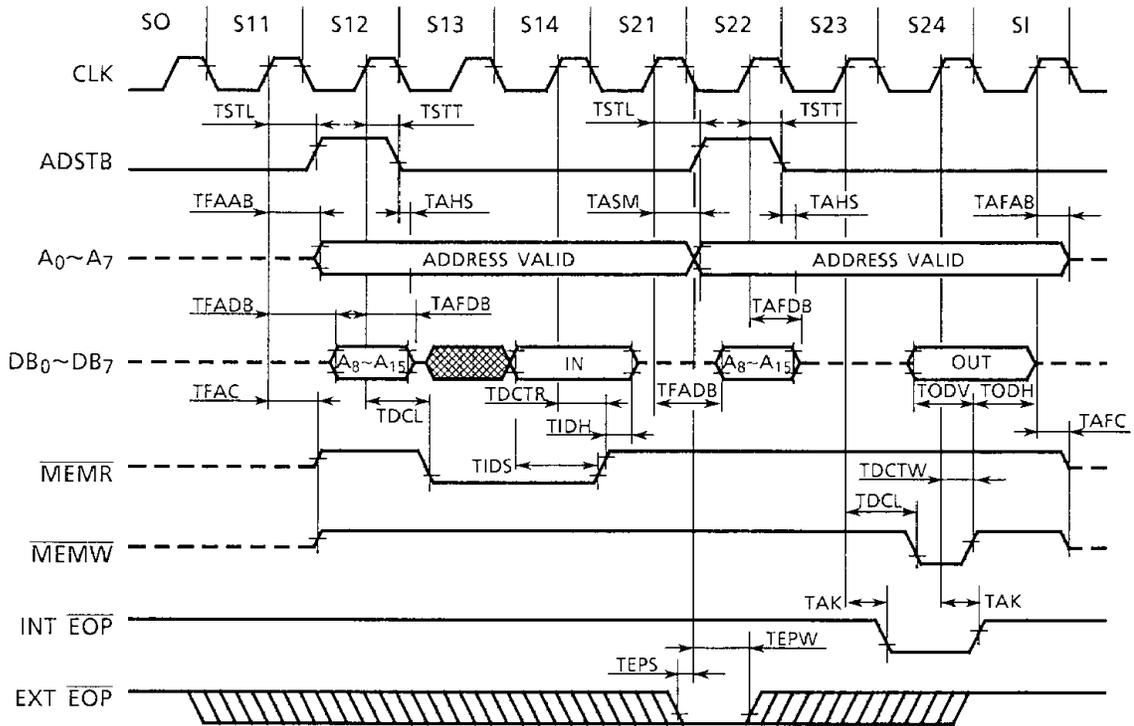 SO S11 S12 S13 S14 S21 S22 S23 S24 SI
CLK
TSTL TSTT TSTL TSTT
ADSTB
TFAAB TAHS TASM TAHS TAFAB
A0~A7 ADDRESS VALID ADDRESS VALID
TFADB TAFDB TAFDB
DB0~DB7 A8~A15 IN A8~A15 OUT
TFAC TDCL TDCTR TFADB TODV TODH
TIDH TAFC
MEMR TIDS TDCTW
TDCL
MEMW
TAK TAK
INT EOP
TEPW
TEPS
EXT EOP